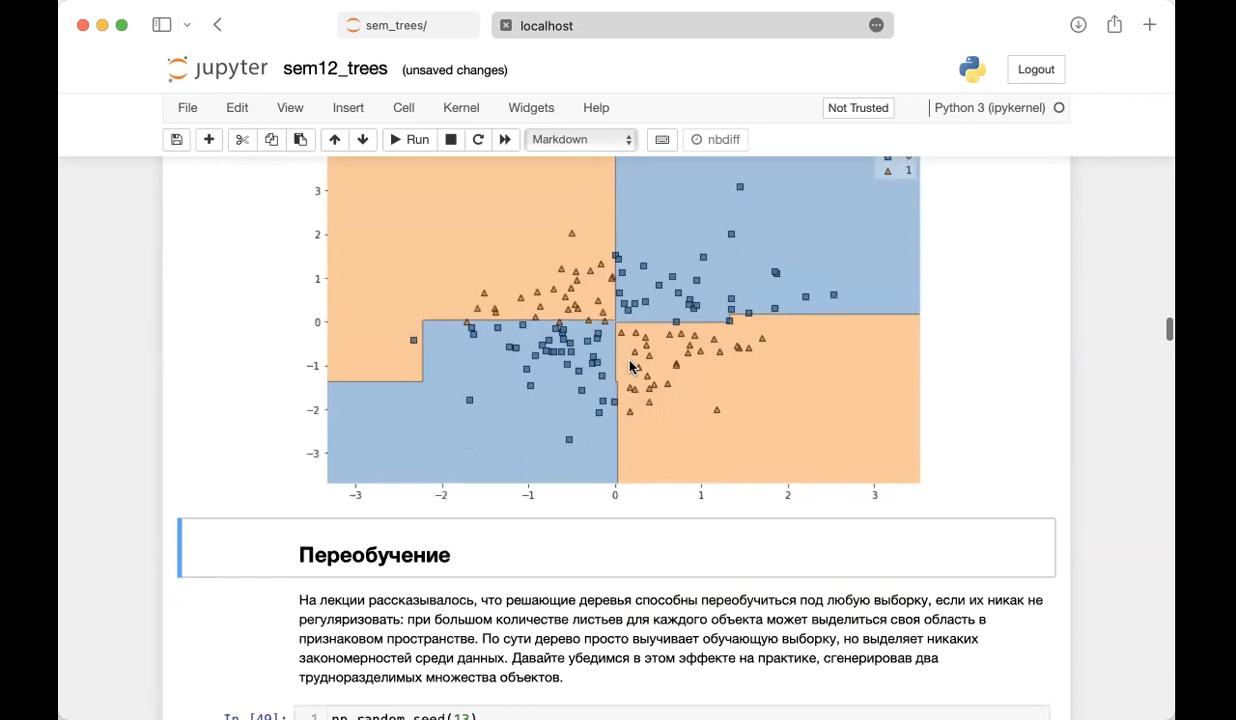 sem_trees/
localhost
jupyter sem12_trees (unsaved changes)
Logout
File Edit View Insert Cell Kernel Widgets Help
Not Trusted
Python 3 (ipykernel)
Run
Markdown
nbdiff
1
3
2
1
0
−1
−2
−3
−3 −2 −1 0 1 2 3
Переобучение
На лекции рассказывалось, что решающие деревья способны переобучиться под любую выборку, если их никак не
регуляризовать: при большом количестве листьев для каждого объекта может выделиться своя область в
признаковом пространстве. По сути дерево просто выучивает обучающую выборку, но выделяет никаких
закономерностей среди данных. Давайте убедимся в этом эффекте на практике, сгенерировав два
трудноразделимых множества объектов.
In [49]: 1 np.random.seed(13)